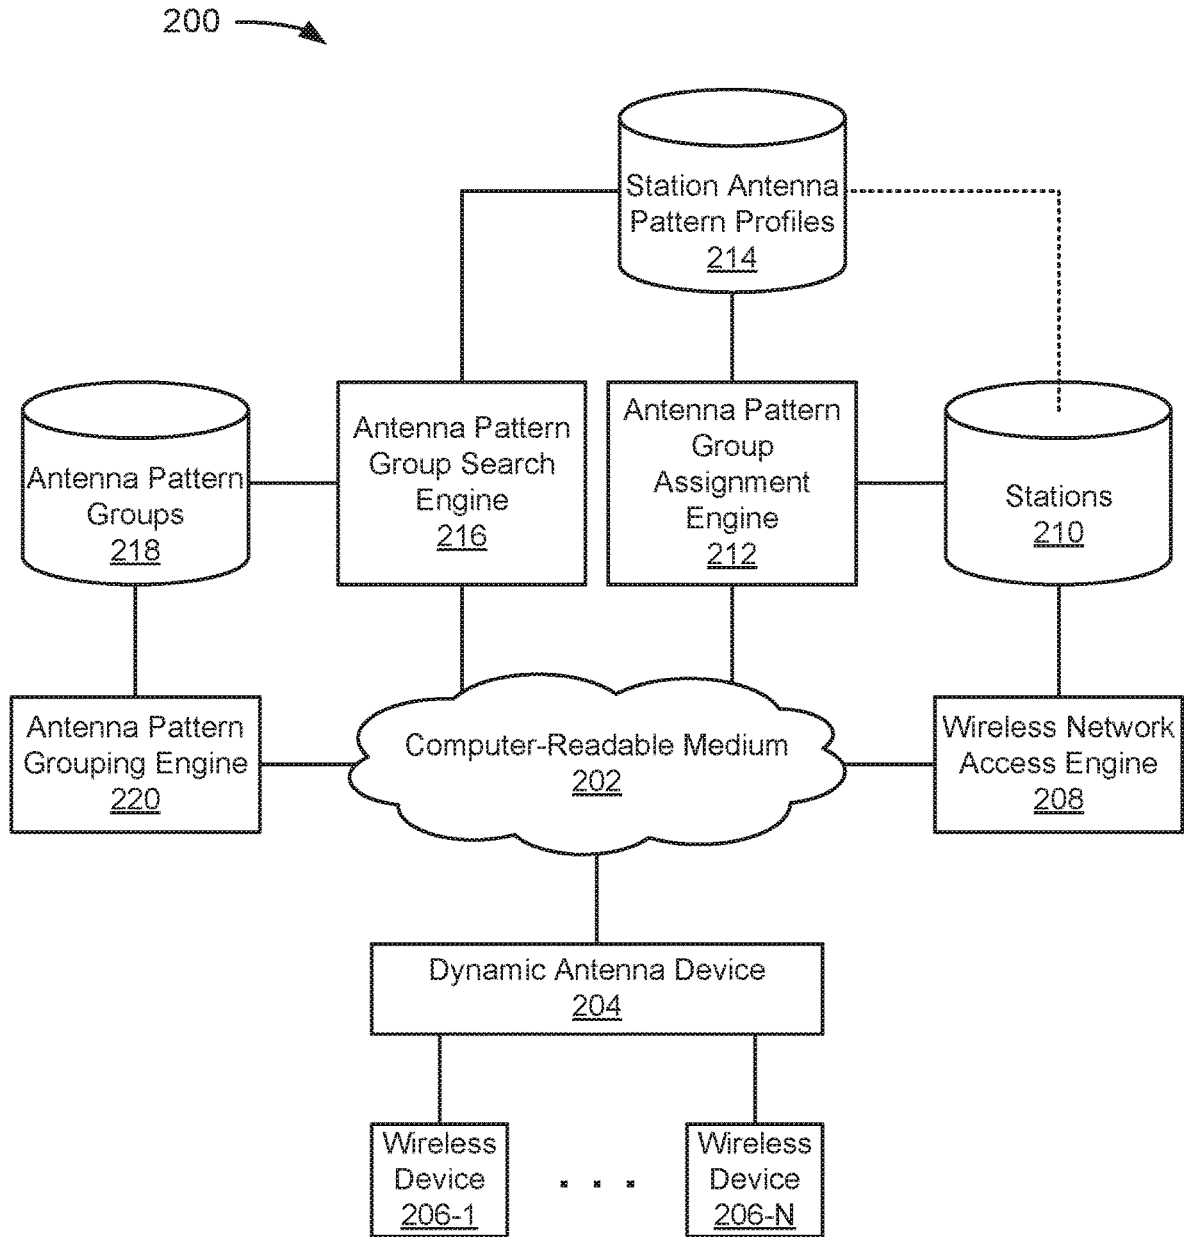 200
Station Antenna
Pattern Profiles
214
Antenna Pattern
Groups
218
Antenna Pattern
Group Search
Engine
216
Antenna Pattern
Group
Assignment
Engine
212
Stations
210
Antenna Pattern
Grouping Engine
220
Computer-Readable Medium
202
Wireless Network
Access Engine
208
Dynamic Antenna Device
204
Wireless
Device
206-1
. . .
Wireless
Device
206-N